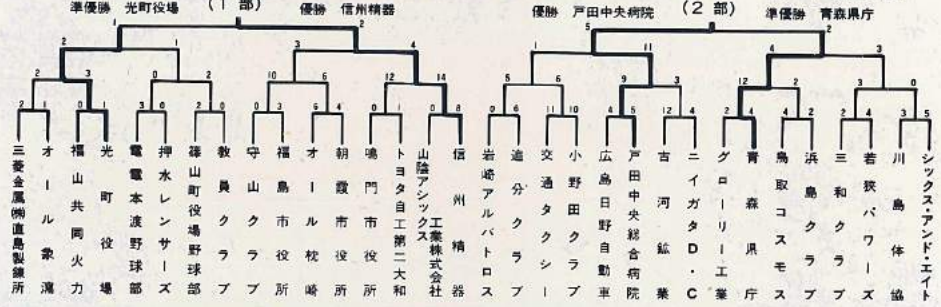 準優勝 光町役場 (1部) 優勝 信州精器
優勝 戸田中央病院 (2部) 準優勝 青森県庁
1 2 5 2
2 1 3 4 1 11 4 3
2 3 0 2 10 6 12 14 5 6 9 3 12 2 3 0
2 1 0 1 3 0 2 0 0 3 6 4 0 1 0 8 0 6 11 10 4 5 12 4 2 4 4 2 0 4 3 5
三菱金属(株)直島製錬所
オール象潟
福山共同火力
光町役場
電電本渡野球部
押水レンサーズ
篠山町役場野球部
教員クラブ
守山クラブ
福島市役所
オール枕崎
朝霞市役所
鳴門市役所
トヨタ自工第二大和
山陰アシックス工業株式会社
信州精器
岩崎アルバトロス
追分クラブ
交通タクシー
小野田クラブ
広島日野自動車
戸田中央総合病院
古河鉱業
ニイガタD・C
グローリー工業
青森県庁
鳥取コスモス
浜島クラブ
三和クラブ
若狭パワーズ
川島体協
シックス・アンド・エイト